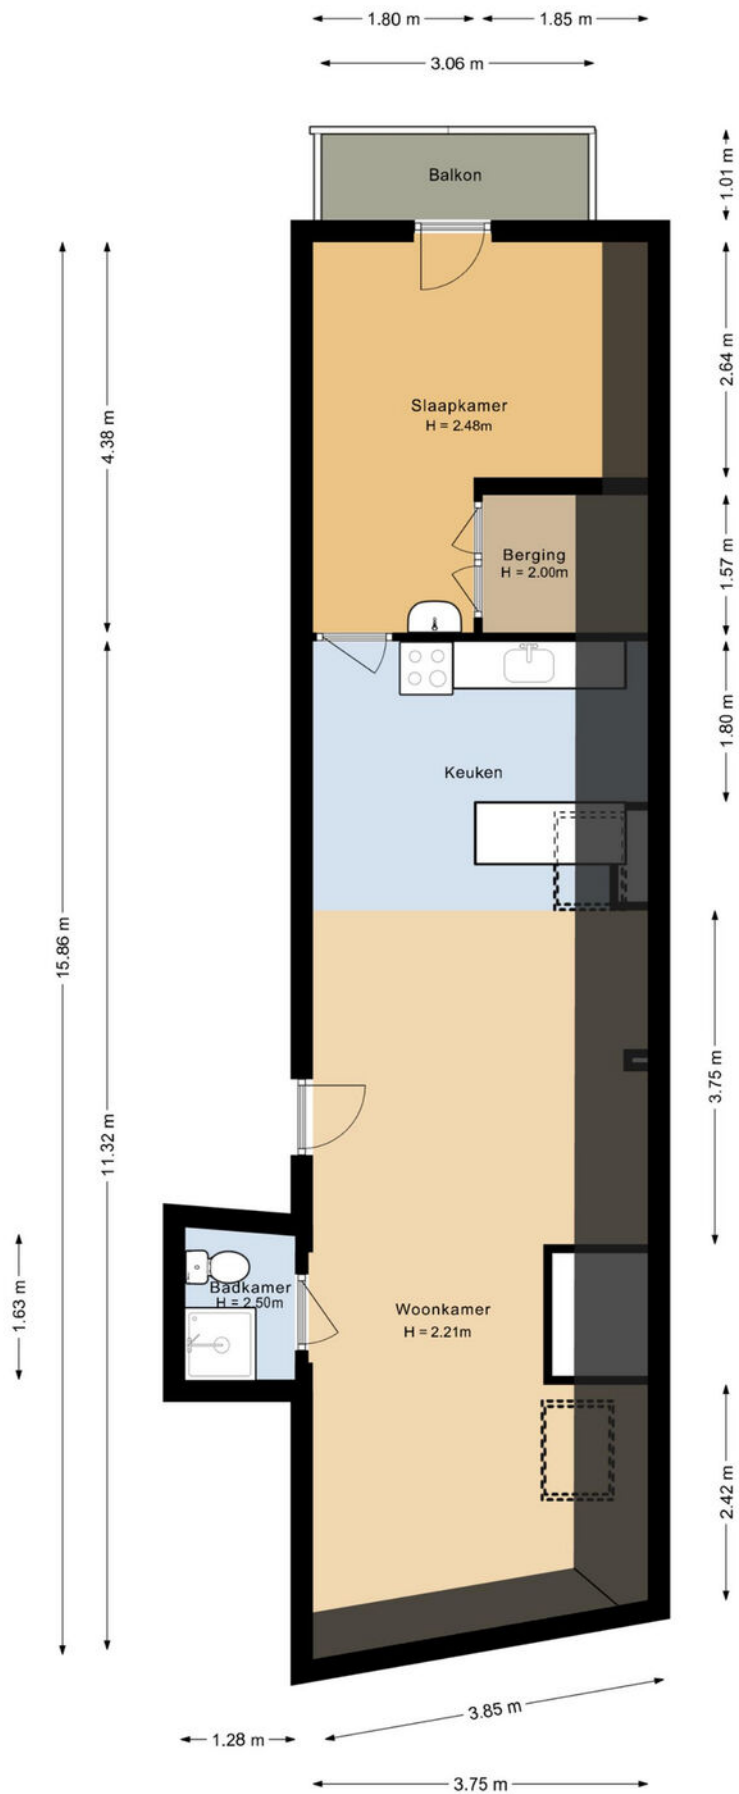 1.80 m
1.85 m
3.06 m
Balkon
1.01 m
2.64 m
4.38 m
Slaapkamer
H = 2.48m
Berging
H = 2.00m
1.57 m
1.80 m
Keuken
15.86 m
3.75 m
11.32 m
Badkamer
H = 2.50m
1.63 m
Woonkamer
H = 2.21m
2.42 m
3.85 m
1.28 m
3.75 m